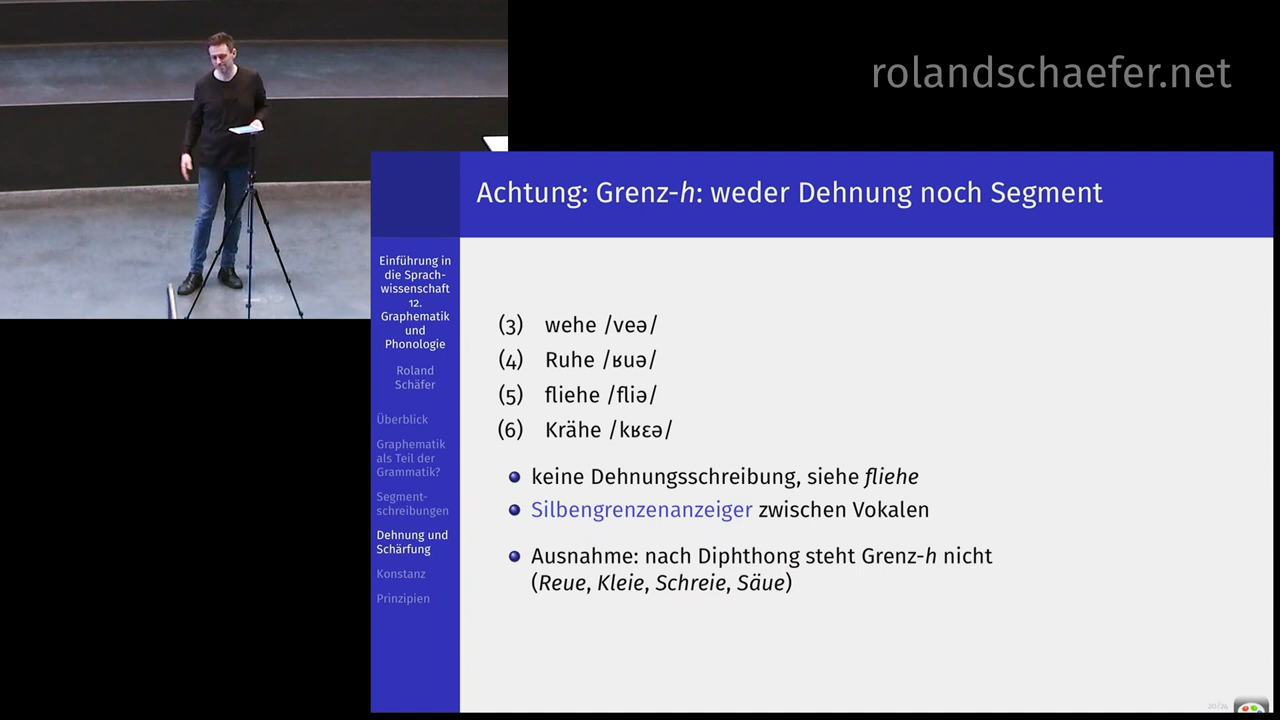 rolandschaefer.net
Achtung: Grenz-h: weder Dehnung noch Segment
Einführung in
die Sprach-
wissenschaft
12.
Graphematik
und
Phonologie
Roland
Schäfer
Überblick
Graphematik
als Teil der
Grammatik?
Segment-
schreibungen
Dehnung und
Schärfung
Konstanz
Prinzipien
(3) wehe /veə/
(4) Ruhe /ʁuə/
(5) fliehe /fliə/
(6) Krähe /kʁɛə/
keine Dehnungsschreibung, siehe fliehe
Silbengrenzenanzeiger zwischen Vokalen
Ausnahme: nach Diphthong steht Grenz-h nicht
(Reue, Kleie, Schreie, Säue)
20/24